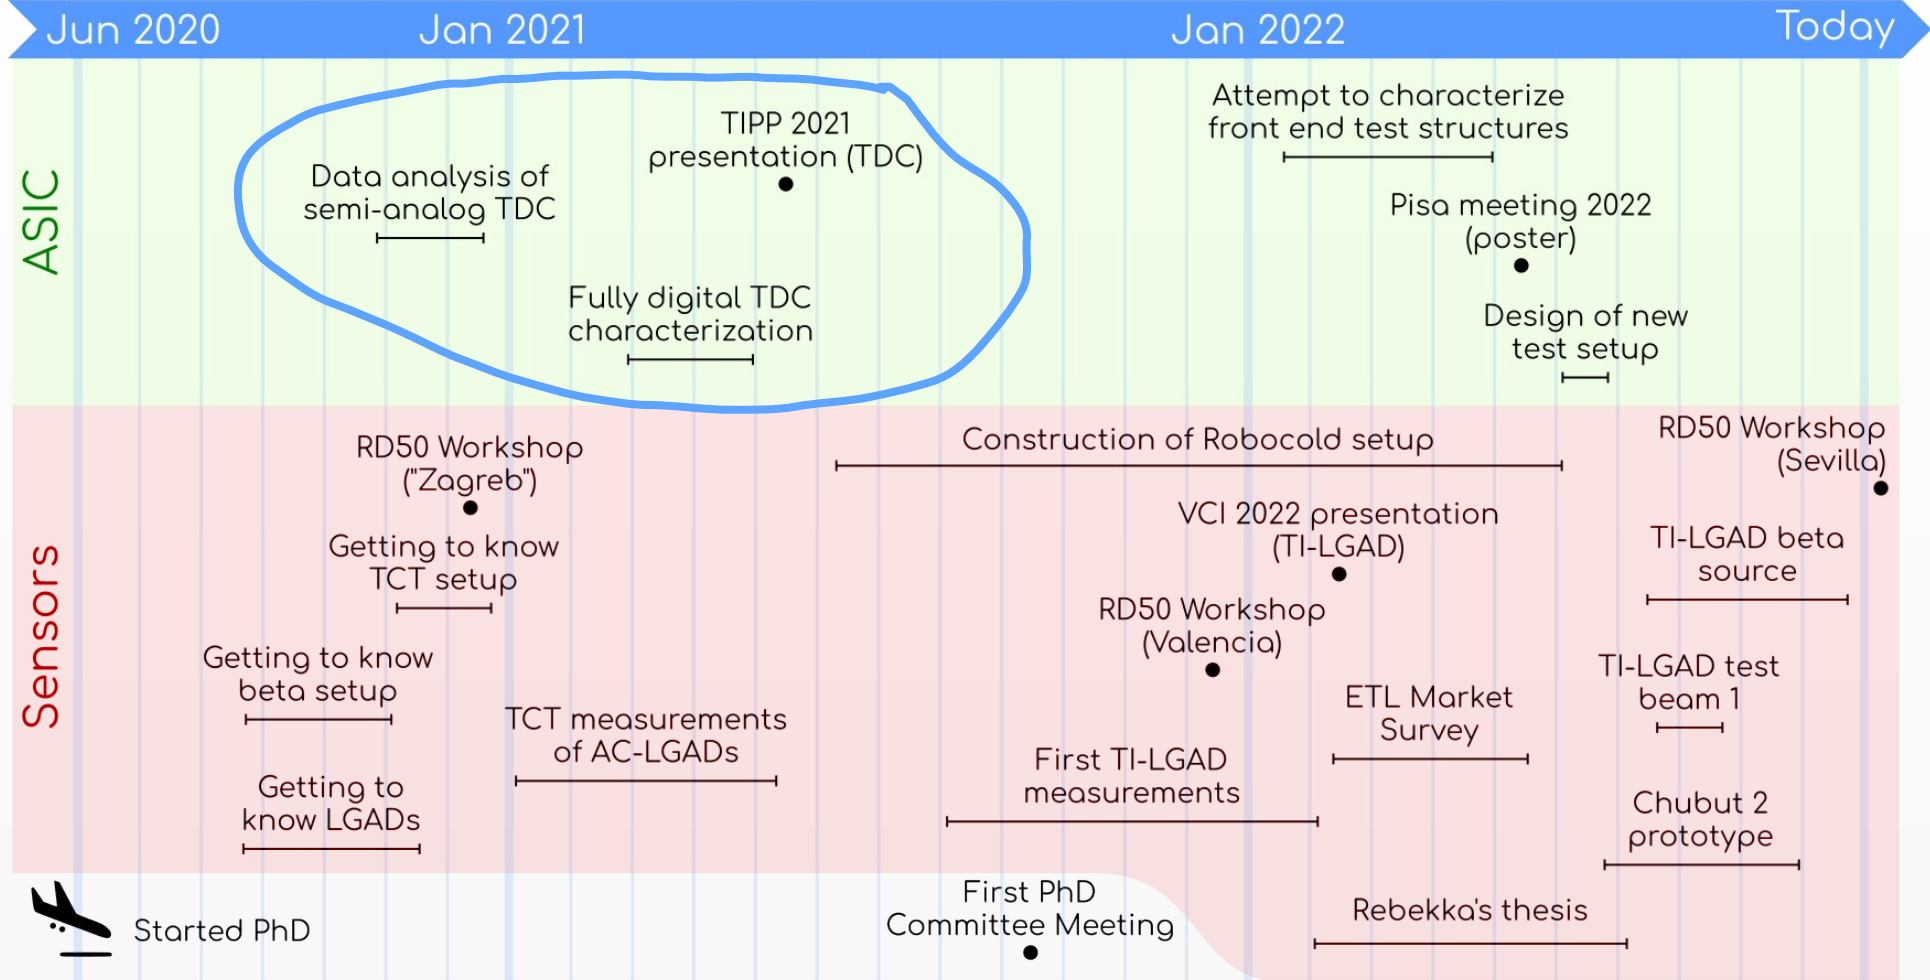 Jun 2020
Jan 2021
Jan 2022
Today
ASIC
Data analysis of
semi-analog TDC
TIPP 2021
presentation (TDC)
Fully digital TDC
characterization
Attempt to characterize
front end test structures
Pisa meeting 2022
(poster)
Design of new
test setup
Sensors
RD50 Workshop
("Zagreb")
Getting to know
TCT setup
Getting to know
beta setup
Getting to
know LGADs
TCT measurements
of AC-LGADs
Construction of Robocold setup
VCI 2022 presentation
(TI-LGAD)
RD50 Workshop
(Valencia)
First TI-LGAD
measurements
ETL Market
Survey
RD50 Workshop
(Sevilla)
TI-LGAD beta
source
TI-LGAD test
beam 1
Chubut 2
prototype
Rebekka's thesis
Started PhD
First PhD
Committee Meeting